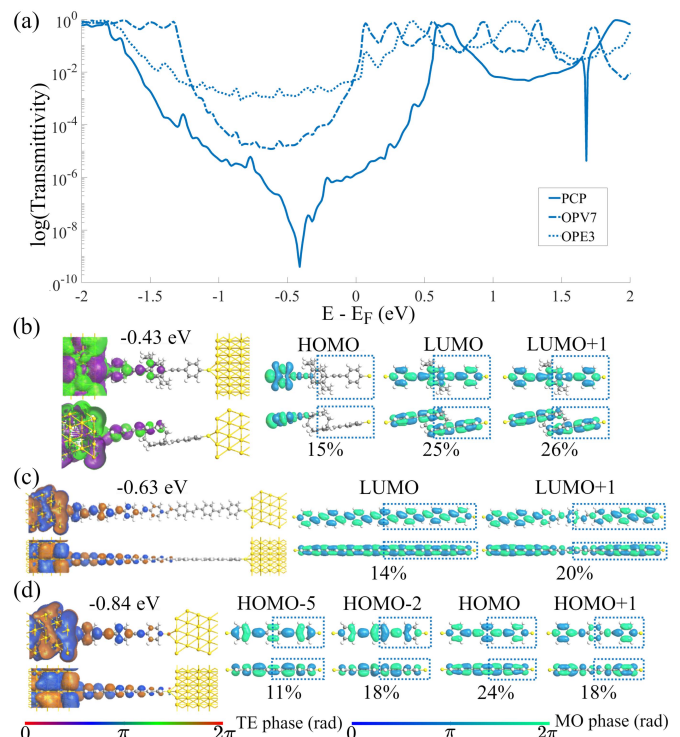 (a)
10^0
10^-2
10^-4
10^-6
10^-8
10^-10
log(Transmittivity)
PCP
OPV7
OPE3
-2 -1.5 -1 -0.5 0 0.5 1 1.5 2
E - E_F (eV)
(b)
-0.43 eV HOMO LUMO LUMO+1
15% 25% 26%
(c)
-0.63 eV LUMO LUMO+1
14% 20%
(d)
-0.84 eV HOMO-5 HOMO-2 HOMO HOMO+1
11% 18% 24% 18%
TE phase (rad) MO phase (rad)
0 π 2π 0 π 2π